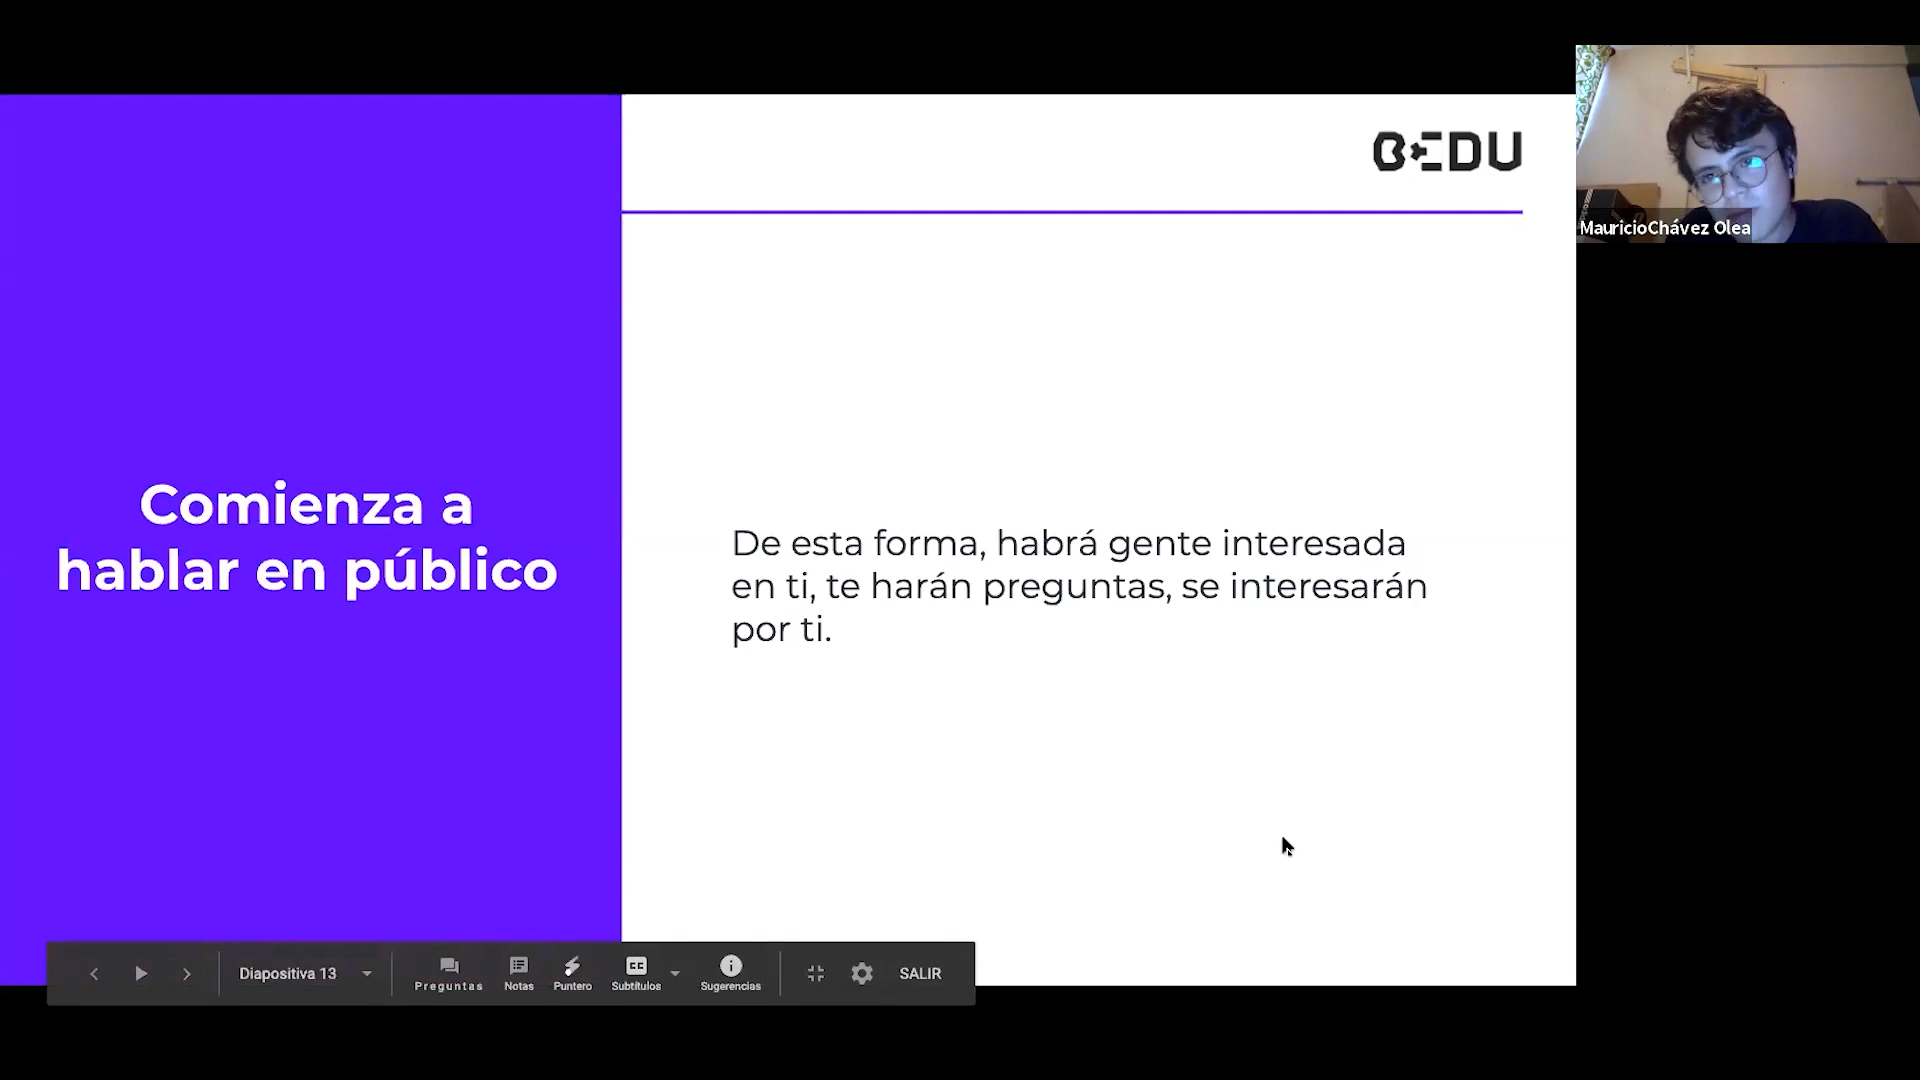 BEDU
MauricioChávez Olea
Comienza a
hablar en público
De esta forma, habrá gente interesada
en ti, te harán preguntas, se interesarán
por ti.
Diapositiva 13
Preguntas
Notas
Puntero
Subtítulos
Sugerencias
SALIR